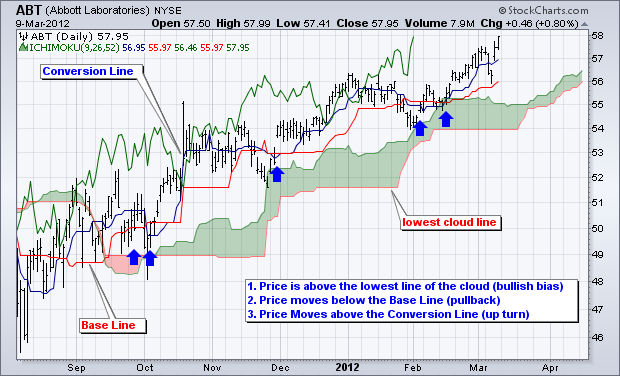 ABT (Abbott Laboratories) NYSE
© StockCharts.com
9-Mar-2012
Open 57.50 High 57.99 Low 57.41 Close 57.95 Volume 7.9M Chg +0.46 (+0.80%)
ABT (Daily) 57.95
ICHIMOKU(9,26,52) 56.95 55.97 56.46 55.97 57.95
Conversion Line
lowest cloud line
Base Line
1. Price is above the lowest line of the cloud (bullish bias)
2. Price moves below the Base Line (pullback)
3. Price Moves above the Conversion Line (up turn)
58
57
56
55
54
53
52
51
50
49
48
47
46
Sep
Oct
Nov
Dec
2012
Feb
Mar
Apr